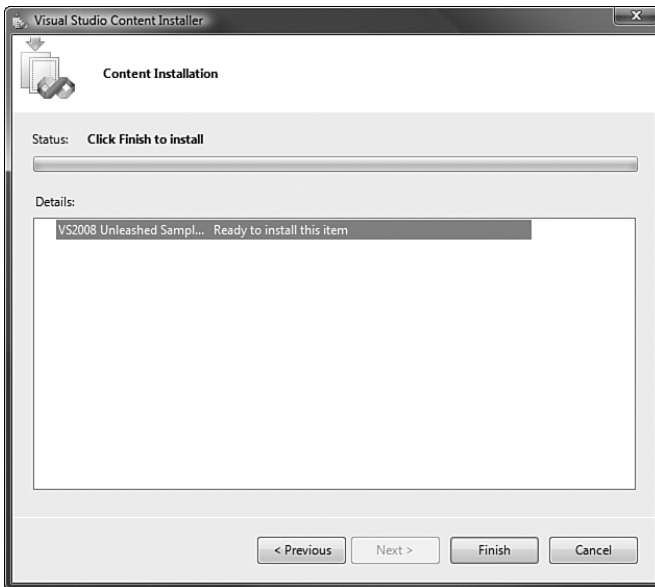 Visual Studio Content Installer
Content Installation
Status: Click Finish to install
Details:
VS2008 Unleashed Sampl... Ready to install this item
< Previous Next > Finish Cancel